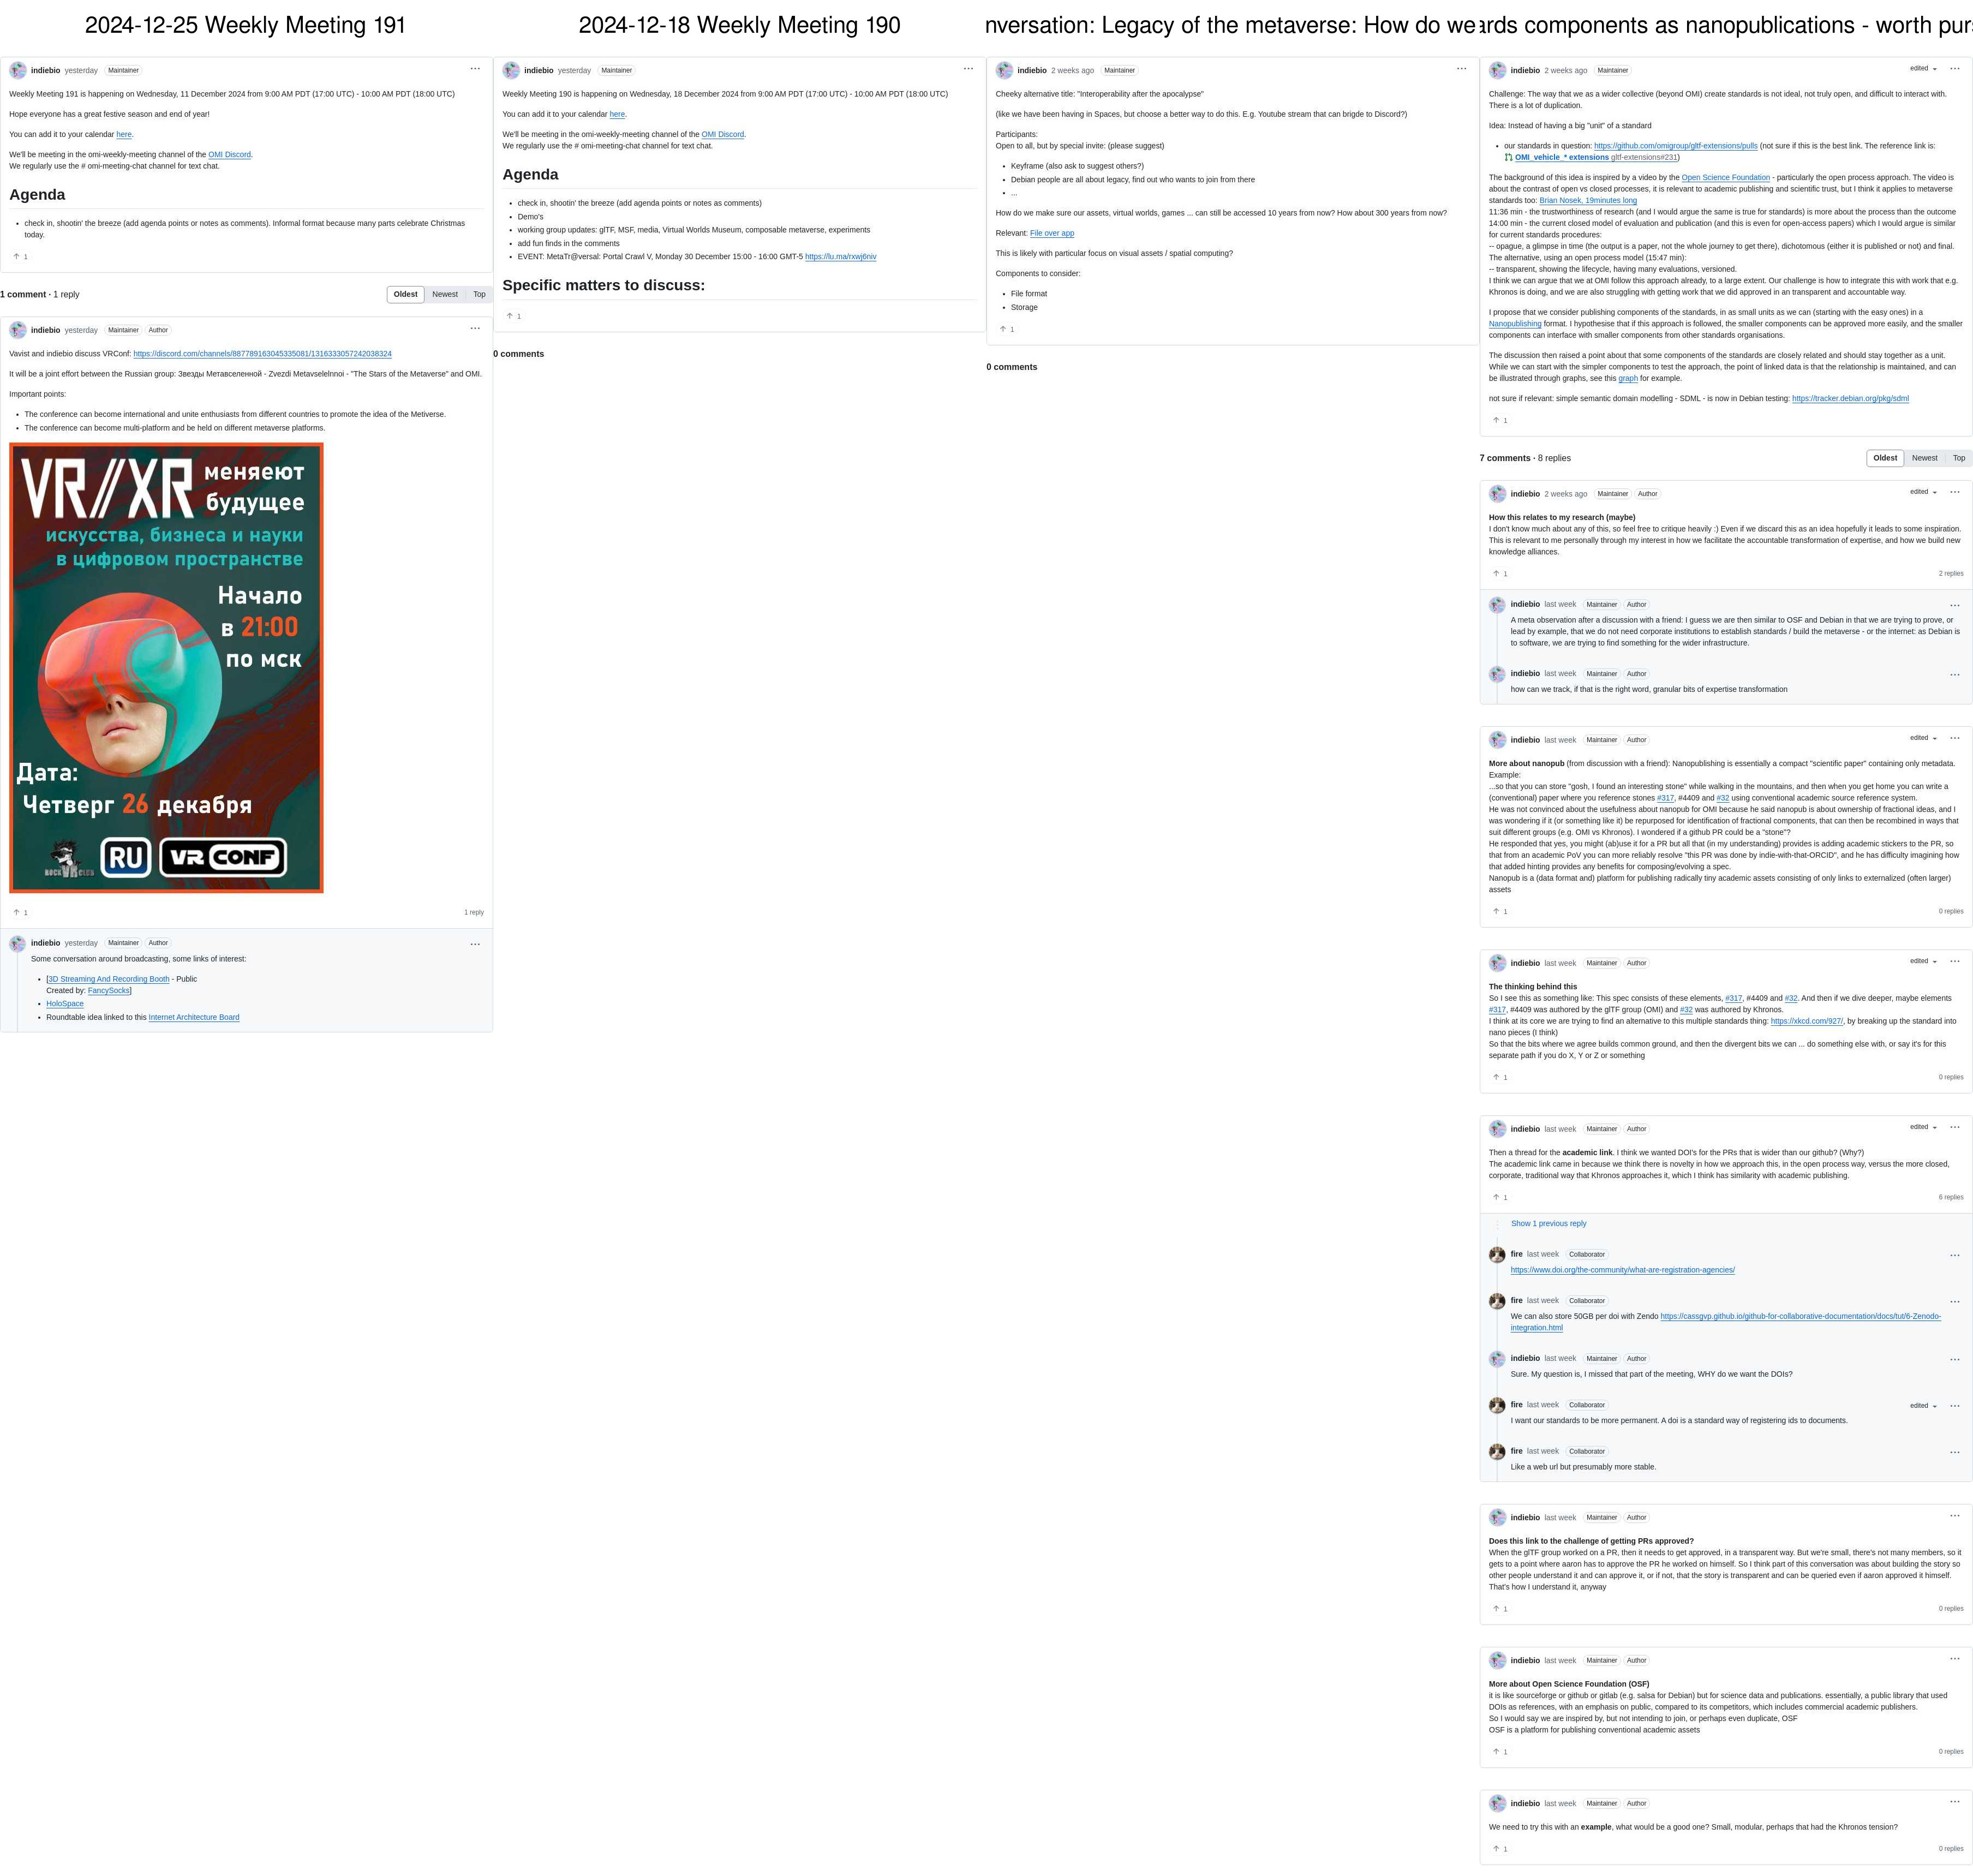 2024-12-25 Weekly Meeting 191
indiebio yesterday Maintainer
Weekly Meeting 191 is happening on Wednesday, 11 December 2024 from 9:00 AM PDT (17:00 UTC) - 10:00 AM PDT (18:00 UTC)
Hope everyone has a great festive season and end of year!
You can add it to your calendar here.
We'll be meeting in the omi-weekly-meeting channel of the OMI Discord.
We regularly use the # omi-meeting-chat channel for text chat.
Agenda
• check in, shootin' the breeze (add agenda points or notes as comments). Informal format because many parts celebrate Christmas
today.
↑ 1
1 comment · 1 reply
Oldest Newest Top
indiebio yesterday Maintainer Author
Vavist and indiebio discuss VRConf: https://discord.com/channels/887789163045335081/1316333057242038324
It will be a joint effort between the Russian group: Звезды Метавселенной - Zvezdi Metavselelnnoi - "The Stars of the Metaverse" and OMI.
Important points:
• The conference can become international and unite enthusiasts from different countries to promote the idea of the Metiverse.
• The conference can become multi-platform and be held on different metaverse platforms.
VR//XR меняеют
будущее
искусства, бизнеса и науки
в цифровом пространстве
Начало
в 21:00
по мск
Дата:
Четверг 26 декабря
ROCK VR CLUB RU VR CONF
↑ 1
1 reply
indiebio yesterday Maintainer Author
Some conversation around broadcasting, some links of interest:
• [3D Streaming And Recording Booth - Public
Created by: FancySocks]
• HoloSpace
• Roundtable idea linked to this Internet Architecture Board
2024-12-18 Weekly Meeting 190
indiebio yesterday Maintainer
Weekly Meeting 190 is happening on Wednesday, 18 December 2024 from 9:00 AM PDT (17:00 UTC) - 10:00 AM PDT (18:00 UTC)
You can add it to your calendar here.
We'll be meeting in the omi-weekly-meeting channel of the OMI Discord.
We regularly use the # omi-meeting-chat channel for text chat.
Agenda
• check in, shootin' the breeze (add agenda points or notes as comments)
• Demo's
• working group updates: glTF, MSF, media, Virtual Worlds Museum, composable metaverse, experiments
• add fun finds in the comments
• EVENT: MetaTr@versal: Portal Crawl V, Monday 30 December 15:00 - 16:00 GMT-5 https://lu.ma/rxwj6niv
Specific matters to discuss:
↑ 1
0 comments
nversation: Legacy of the metaverse: How do we
indiebio 2 weeks ago Maintainer
Cheeky alternative title: "Interoperability after the apocalypse"
(like we have been having in Spaces, but choose a better way to do this. E.g. Youtube stream that can brigde to Discord?)
Participants:
Open to all, but by special invite: (please suggest)
• Keyframe (also ask to suggest others?)
• Debian people are all about legacy, find out who wants to join from there
• ...
How do we make sure our assets, virtual worlds, games ... can still be accessed 10 years from now? How about 300 years from now?
Relevant: File over app
This is likely with particular focus on visual assets / spatial computing?
Components to consider:
• File format
• Storage
↑ 1
0 comments
ards components as nanopublications - worth purs
indiebio 2 weeks ago Maintainer
edited
Challenge: The way that we as a wider collective (beyond OMI) create standards is not ideal, not truly open, and difficult to interact with.
There is a lot of duplication.
Idea: Instead of having a big "unit" of a standard
• our standards in question: https://github.com/omigroup/gltf-extensions/pulls (not sure if this is the best link. The reference link is:
OMI_vehicle_* extensions gltf-extensions#231)
The background of this idea is inspired by a video by the Open Science Foundation - particularly the open process approach. The video is
about the contrast of open vs closed processes, it is relevant to academic publishing and scientific trust, but I think it applies to metaverse
standards too: Brian Nosek, 19minutes long
11:36 min - the trustworthiness of research (and I would argue the same is true for standards) is more about the process than the outcome
14:00 min - the current closed model of evaluation and publication (and this is even for open-access papers) which I would argue is similar
for current standards procedures:
-- opague, a glimpse in time (the output is a paper, not the whole journey to get there), dichotomous (either it is published or not) and final.
The alternative, using an open process model (15:47 min):
-- transparent, showing the lifecycle, having many evaluations, versioned.
I think we can argue that we at OMI follow this approach already, to a large extent. Our challenge is how to integrate this with work that e.g.
Khronos is doing, and we are also struggling with getting work that we did approved in an transparent and accountable way.
I propose that we consider publishing components of the standards, in as small units as we can (starting with the easy ones) in a
Nanopublishing format. I hypothesise that if this approach is followed, the smaller components can be approved more easily, and the smaller
components can interface with smaller components from other standards organisations.
The discussion then raised a point about that some components of the standards are closely related and should stay together as a unit.
While we can start with the simpler components to test the approach, the point of linked data is that the relationship is maintained, and can
be illustrated through graphs, see this graph for example.
not sure if relevant: simple semantic domain modelling - SDML - is now in Debian testing: https://tracker.debian.org/pkg/sdml
↑ 1
7 comments · 8 replies
Oldest Newest Top
indiebio 2 weeks ago Maintainer Author
edited
How this relates to my research (maybe)
I don't know much about any of this, so feel free to critique heavily :) Even if we discard this as an idea hopefully it leads to some inspiration.
This is relevant to me personally through my interest in how we facilitate the accountable transformation of expertise, and how we build new
knowledge alliances.
↑ 1
2 replies
indiebio last week Maintainer Author
A meta observation after a discussion with a friend: I guess we are then similar to OSF and Debian in that we are trying to prove, or
lead by example, that we do not need corporate institutions to establish standards / build the metaverse - or the internet: as Debian is
to software, we are trying to find something for the wider infrastructure.
indiebio last week Maintainer Author
how can we track, if that is the right word, granular bits of expertise transformation
indiebio last week Maintainer Author
edited
More about nanopub (from discussion with a friend): Nanopublishing is essentially a compact "scientific paper" containing only metadata.
Example:
...so that you can store "gosh, I found an interesting stone" while walking in the mountains, and then when you get home you can write a
(conventional) paper where you reference stones #317, #4409 and #32 using conventional academic source reference system.
He was not convinced about the usefulness about nanopub for OMI because he said nanopub is about ownership of fractional ideas, and I
was wondering if it (or something like it) be repurposed for identification of fractional components, that can then be recombined in ways that
suit different groups (e.g. OMI vs Khronos). I wondered if a github PR could be a "stone"?
He responded that yes, you might (ab)use it for a PR but all that (in my understanding) provides is adding academic stickers to the PR, so
that from an academic PoV you can more reliably resolve "this PR was done by indie-with-that-ORCID", and he has difficulty imagining how
that added hinting provides any benefits for composing/evolving a spec.
Nanopub is a (data format and) platform for publishing radically tiny academic assets consisting of only links to externalized (often larger)
assets
↑ 1
0 replies
indiebio last week Maintainer Author
edited
The thinking behind this
So I see this as something like: This spec consists of these elements, #317, #4409 and #32. And then if we dive deeper, maybe elements
#317, #4409 was authored by the glTF group (OMI) and #32 was authored by Khronos.
I think at its core we are trying to find an alternative to this multiple standards thing: https://xkcd.com/927/, by breaking up the standard into
nano pieces (I think)
So that the bits where we agree builds common ground, and then the divergent bits we can ... do something else with, or say it's for this
separate path if you do X, Y or Z or something
↑ 1
0 replies
indiebio last week Maintainer Author
edited
Then a thread for the academic link. I think we wanted DOI's for the PRs that is wider than our github? (Why?)
The academic link came in because we think there is novelty in how we approach this, in the open process way, versus the more closed,
corporate, traditional way that Khronos approaches it, which I think has similarity with academic publishing.
↑ 1
6 replies
Show 1 previous reply
fire last week Collaborator
https://www.doi.org/the-community/what-are-registration-agencies/
fire last week Collaborator
We can also store 50GB per doi with Zendo https://cassgvp.github.io/github-for-collaborative-documentation/docs/tut/6-Zenodo-
integration.html
indiebio last week Maintainer Author
Sure. My question is, I missed that part of the meeting, WHY do we want the DOIs?
fire last week Collaborator
edited
I want our standards to be more permanent. A doi is a standard way of registering ids to documents.
fire last week Collaborator
Like a web url but presumably more stable.
indiebio last week Maintainer Author
Does this link to the challenge of getting PRs approved?
When the glTF group worked on a PR, then it needs to get approved, in a transparent way. But we're small, there's not many members, so it
gets to a point where aaron has to approve the PR he worked on himself. So I think part of this conversation was about building the story so
other people understand it and can approve it, or if not, that the story is transparent and can be queried even if aaron approved it himself.
That's how I understand it, anyway
↑ 1
0 replies
indiebio last week Maintainer Author
More about Open Science Foundation (OSF)
it is like sourceforge or github or gitlab (e.g. salsa for Debian) but for science data and publications. essentially, a public library that used
DOIs as references, with an emphasis on public, compared to its competitors, which includes commercial academic publishers.
So I would say we are inspired by, but not intending to join, or perhaps even duplicate, OSF
OSF is a platform for publishing conventional academic assets
↑ 1
0 replies
indiebio last week Maintainer Author
We need to try this with an example, what would be a good one? Small, modular, perhaps that had the Khronos tension?
↑ 1
0 replies